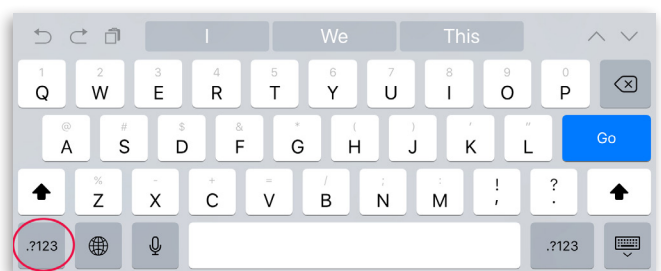 I We This
1 2 3 4 5 6 7 8 9 0
Q W E R T Y U I O P
@ # $ & * ( ) ' "
A S D F G H J K L Go
% - + = / ; : ! ?
Z X C V B N M , .
.?123 .?123